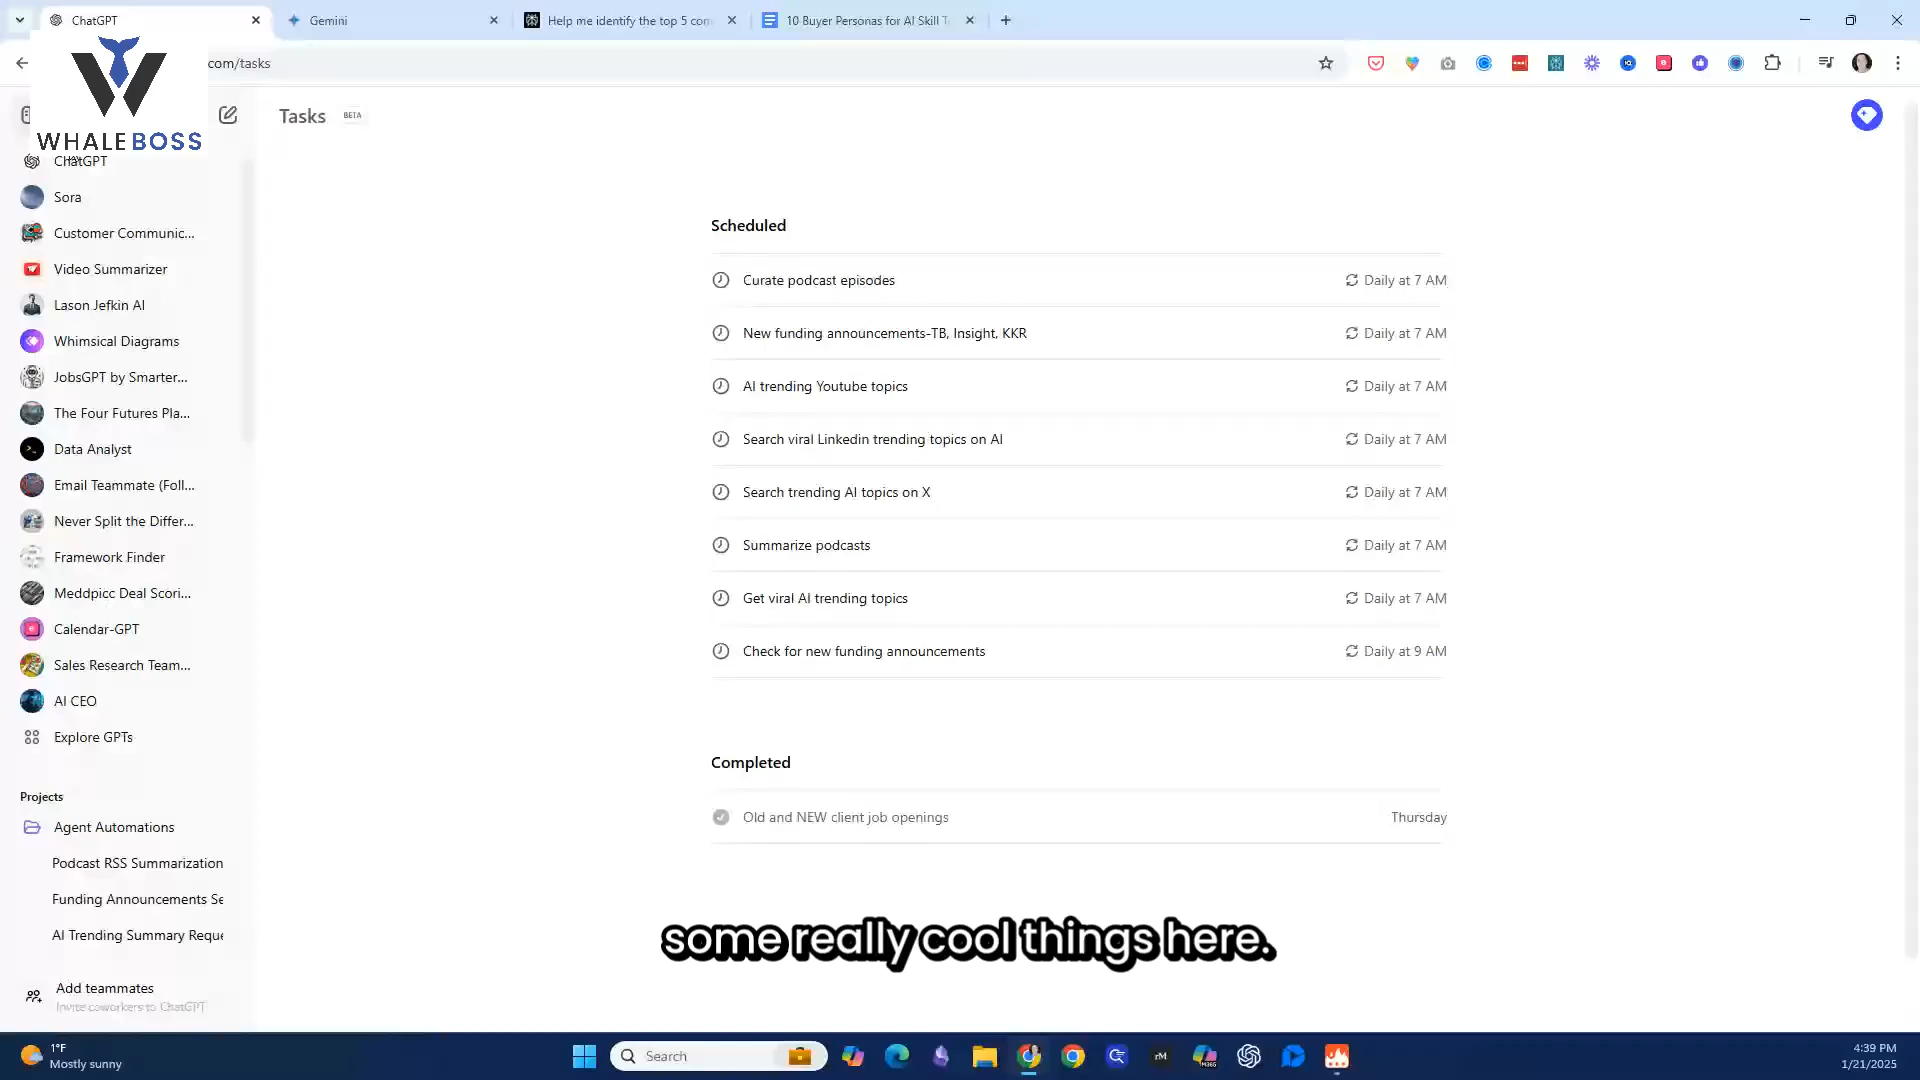 ChatGPT
Gemini
Help me identify the top 5 com
10 Buyer Personas for AI Skill T
com/tasks
WHALEBOSS
Tasks BETA
ChatGPT
Sora
Customer Communic...
Video Summarizer
Lason Jefkin AI
Whimsical Diagrams
JobsGPT by Smarter...
The Four Futures Pla...
Data Analyst
Email Teammate (Foll...
Never Split the Differ...
Framework Finder
Meddpicc Deal Scori...
Calendar-GPT
Sales Research Team...
AI CEO
Explore GPTs
Projects
Agent Automations
Podcast RSS Summarization
Funding Announcements Se
AI Trending Summary Reque
Add teammates
Invite coworkers to ChatGPT
Scheduled
Curate podcast episodes Daily at 7 AM
New funding announcements-TB, Insight, KKR Daily at 7 AM
AI trending Youtube topics Daily at 7 AM
Search viral Linkedin trending topics on AI Daily at 7 AM
Search trending AI topics on X Daily at 7 AM
Summarize podcasts Daily at 7 AM
Get viral AI trending topics Daily at 7 AM
Check for new funding announcements Daily at 9 AM
Completed
Old and NEW client job openings Thursday
some really cool things here.
1°F
Mostly sunny
Search
rM
M365
4:39 PM
1/21/2025